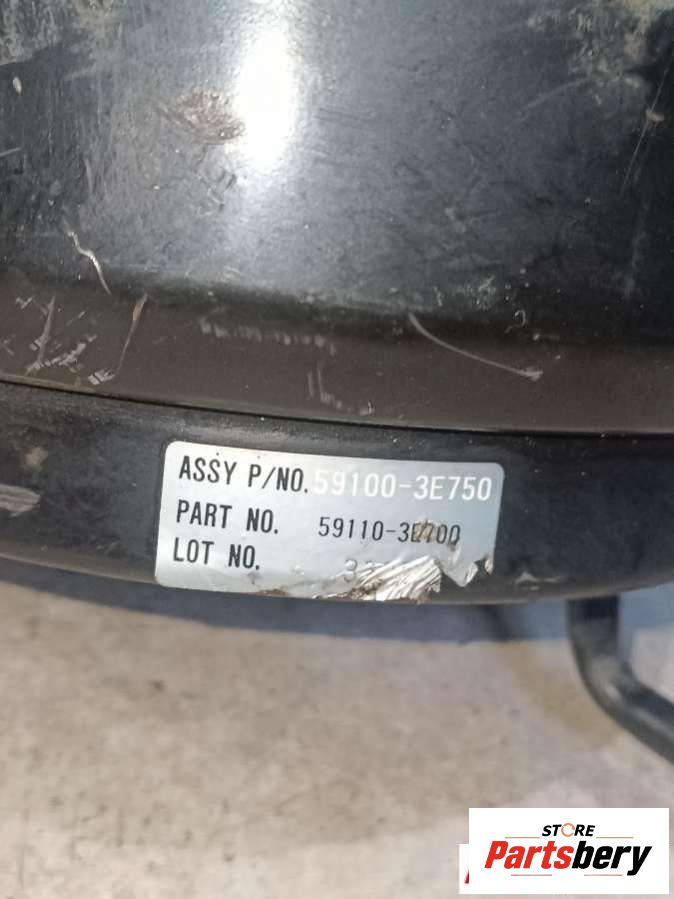 ASSY P/NO. 59100-3E750
PART NO. 59110-3E700
LOT NO.
STORE
Partsbery